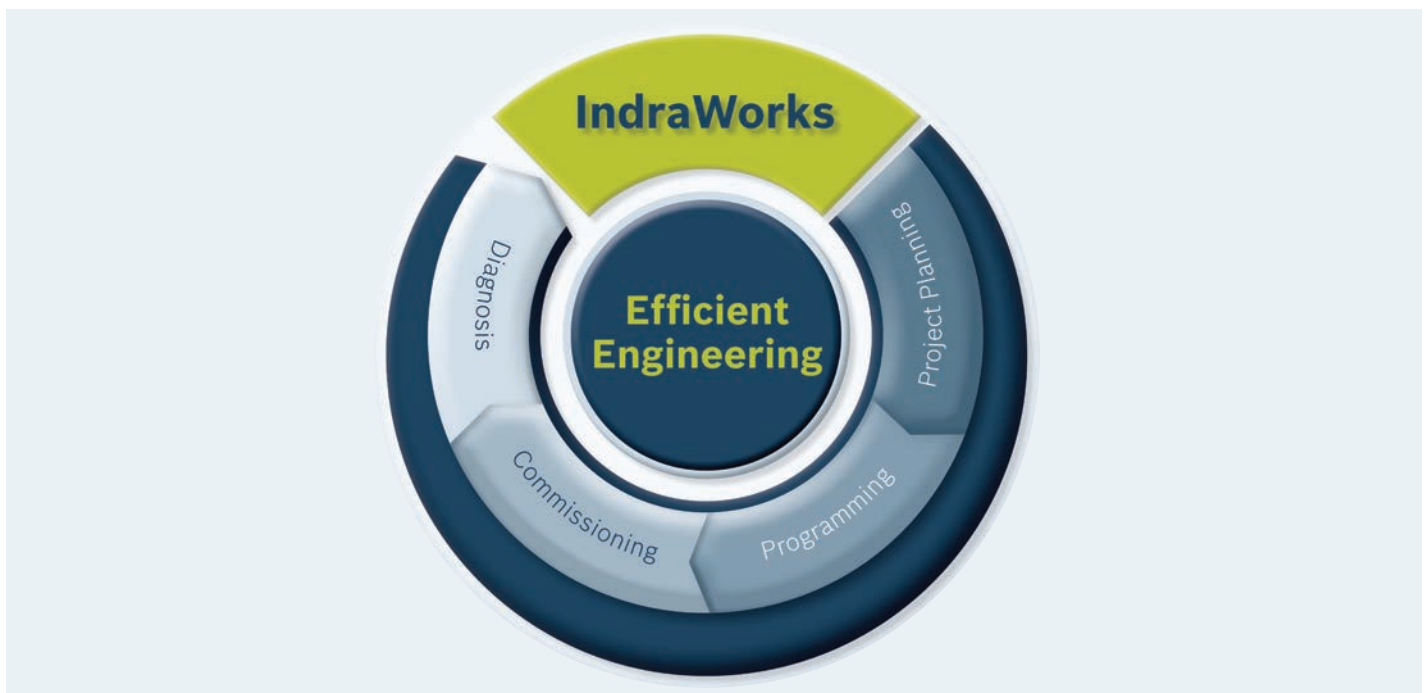 IndraWorks
Efficient
Engineering
Project Planning
Programming
Commissioning
Diagnosis